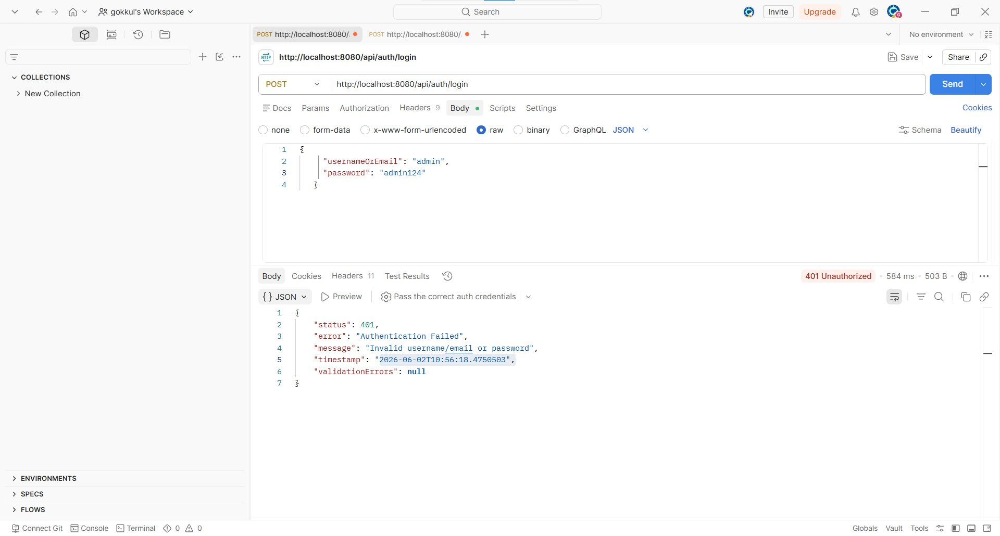 gokkul's Workspace
Search
Invite
Upgrade
POST http://localhost:8080/.
POST http://localhost:8080/.
No environment
HTTP http://localhost:8080/api/auth/login
Save
Share
COLLECTIONS
New Collection
POST
http://localhost:8080/api/auth/login
Send
Docs Params Authorization Headers 9 Body Scripts Settings
Cookies
none form-data x-www-form-urlencoded raw binary GraphQL JSON
Schema Beautify
1 {
2 "usernameOrEmail": "admin",
3 "password": "admin124"
4 }
Body Cookies Headers 11 Test Results
401 Unauthorized • 584 ms • 503 B
{} JSON Preview Pass the correct auth credentials
1 {
2 "status": 401,
3 "error": "Authentication Failed",
4 "message": "Invalid username/email or password",
5 "timestamp": "2026-06-02T10:56:18.4750503",
6 "validationErrors": null
7 }
ENVIRONMENTS
SPECS
FLOWS
Connect Git Console Terminal 0 0
Globals Vault Tools